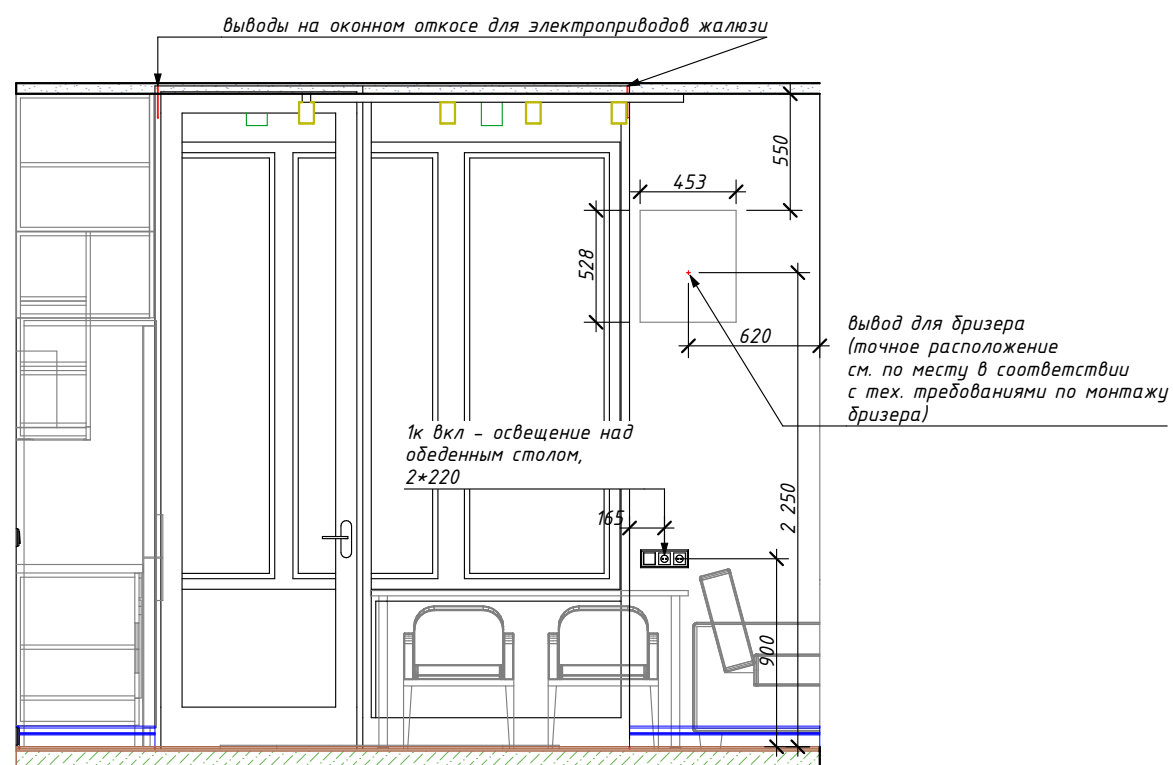 выводы на оконном откосе для электроприводов жалюзи
550
453
528
620
вывод для бризера
(точное расположение
см. по месту в соответствии
с тех. требованиями по монтажу
бризера)
1к вкл – освещение над
обеденным столом,
2*220
165
2 250
900